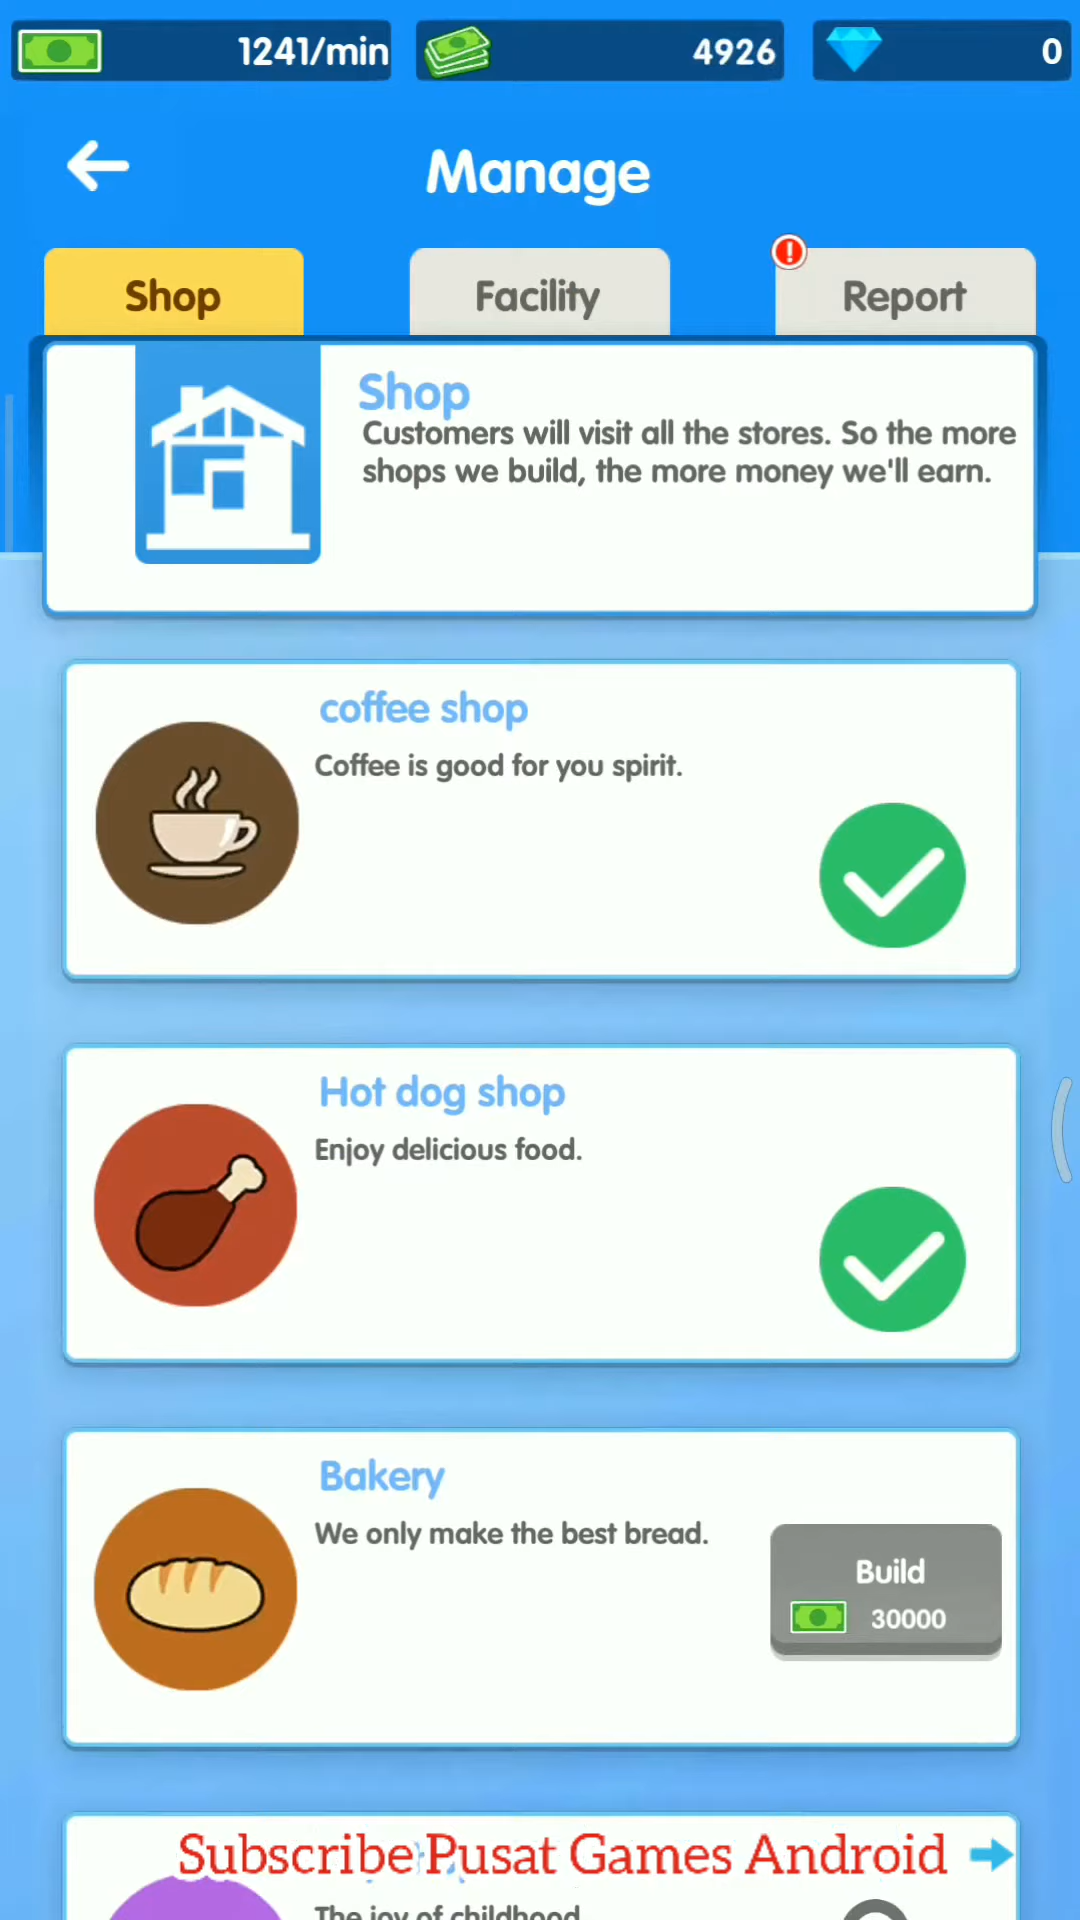 1241/min
4926
0
Manage
Shop
Facility
!
Report
Shop
Customers will visit all the stores. So the more
shops we build, the more money we'll earn.
coffee shop
Coffee is good for you spirit.
Hot dog shop
Enjoy delicious food.
Bakery
We only make the best bread.
Build
30000
Subscribe Pusat Games Android
The joy of childhood